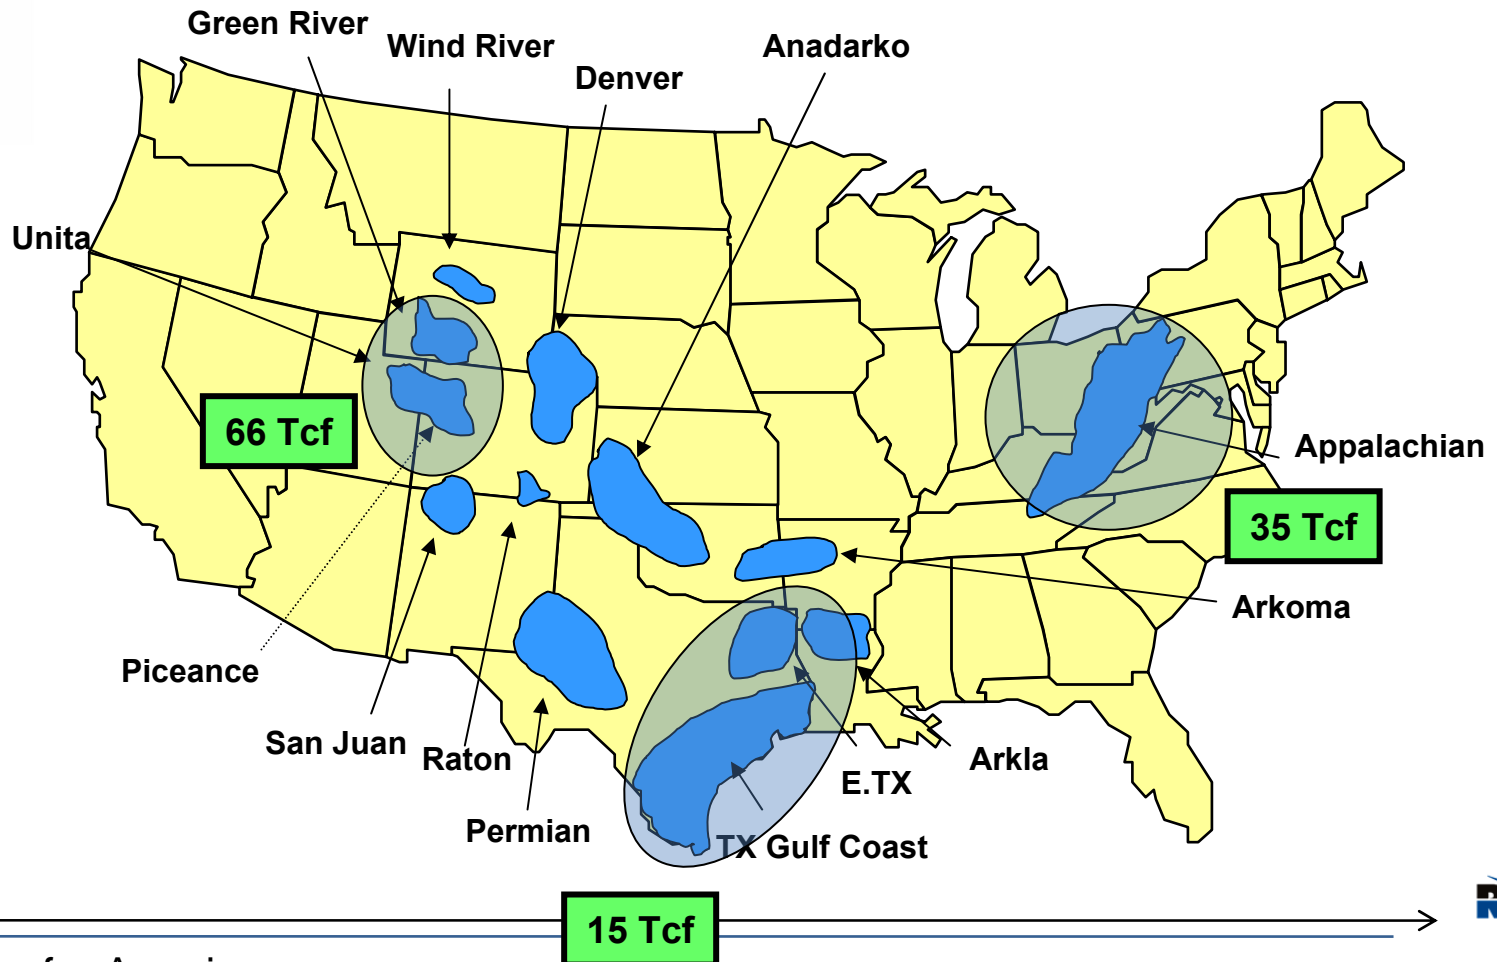 Green River
Wind River
Anadarko
Denver
Unita
66 Tcf
Appalachian
35 Tcf
Arkoma
Piceance
San Juan
Raton
Arkla
E.TX
Permian
TX Gulf Coast
15 Tcf